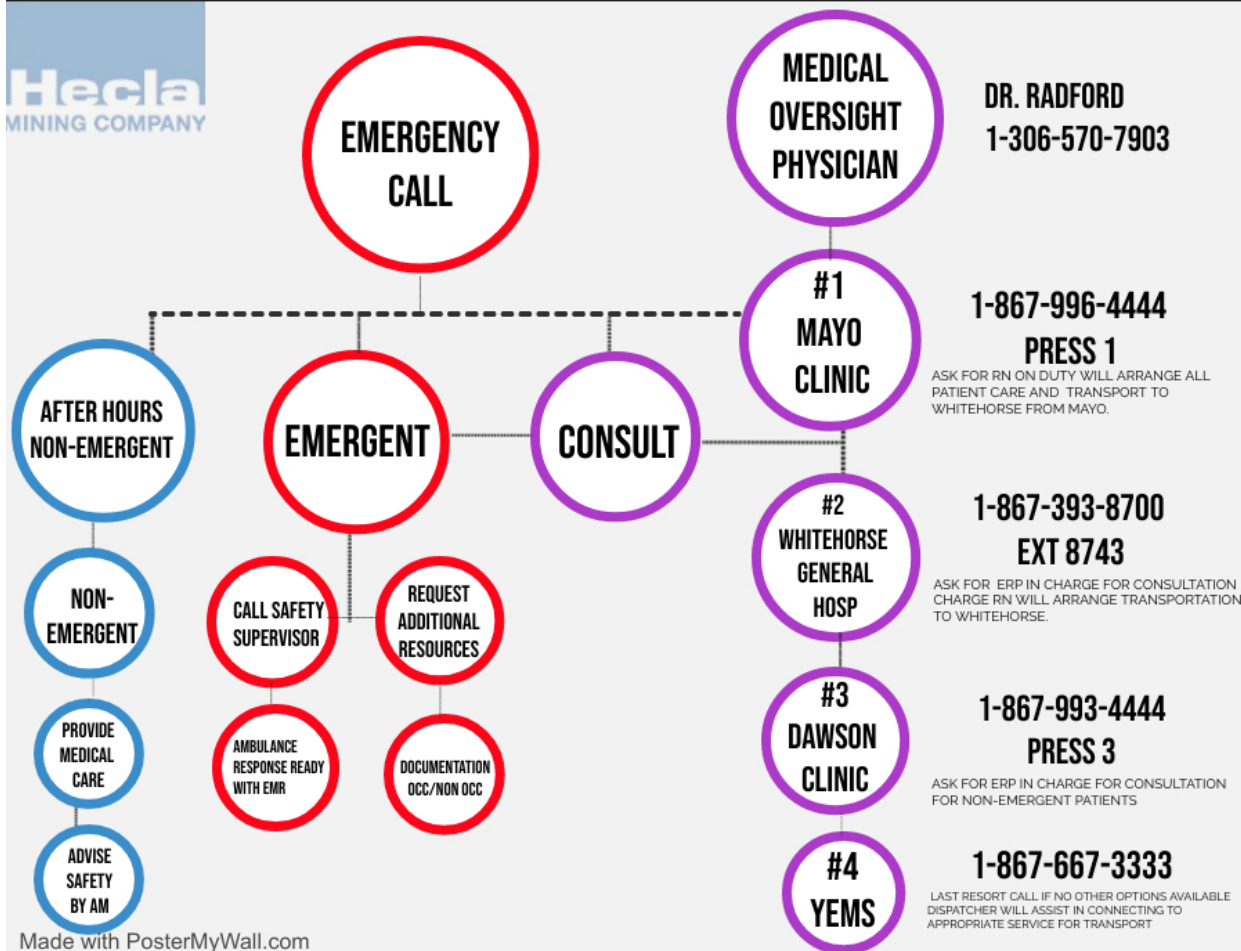 Hecla
MINING COMPANY
EMERGENCY
CALL
MEDICAL
OVERSIGHT
PHYSICIAN
DR. RADFORD
1-306-570-7903
#1
MAYO
CLINIC
1-867-996-4444
PRESS 1
ASK FOR RN ON DUTY WILL ARRANGE ALL
PATIENT CARE AND TRANSPORT TO
WHITEHORSE FROM MAYO.
AFTER HOURS
NON-EMERGENT
EMERGENT
CONSULT
#2
WHITEHORSE
GENERAL
HOSP
1-867-393-8700
EXT 8743
ASK FOR ERP IN CHARGE FOR CONSULTATION
CHARGE RN WILL ARRANGE TRANSPORTATION
TO WHITEHORSE.
NON-
EMERGENT
CALL SAFETY
SUPERVISOR
REQUEST
ADDITIONAL
RESOURCES
#3
DAWSON
CLINIC
1-867-993-4444
PRESS 3
ASK FOR ERP IN CHARGE FOR CONSULTATION
FOR NON-EMERGENT PATIENTS
PROVIDE
MEDICAL
CARE
AMBULANCE
RESPONSE READY
WITH EMR
DOCUMENTATION
OCC/NON OCC
ADVISE
SAFETY
BY AM
#4
YEMS
1-867-667-3333
LAST RESORT CALL IF NO OTHER OPTIONS AVAILABLE
DISPATCHER WILL ASSIST IN CONNECTING TO
APPROPRIATE SERVICE FOR TRANSPORT
Made with PosterMyWall.com